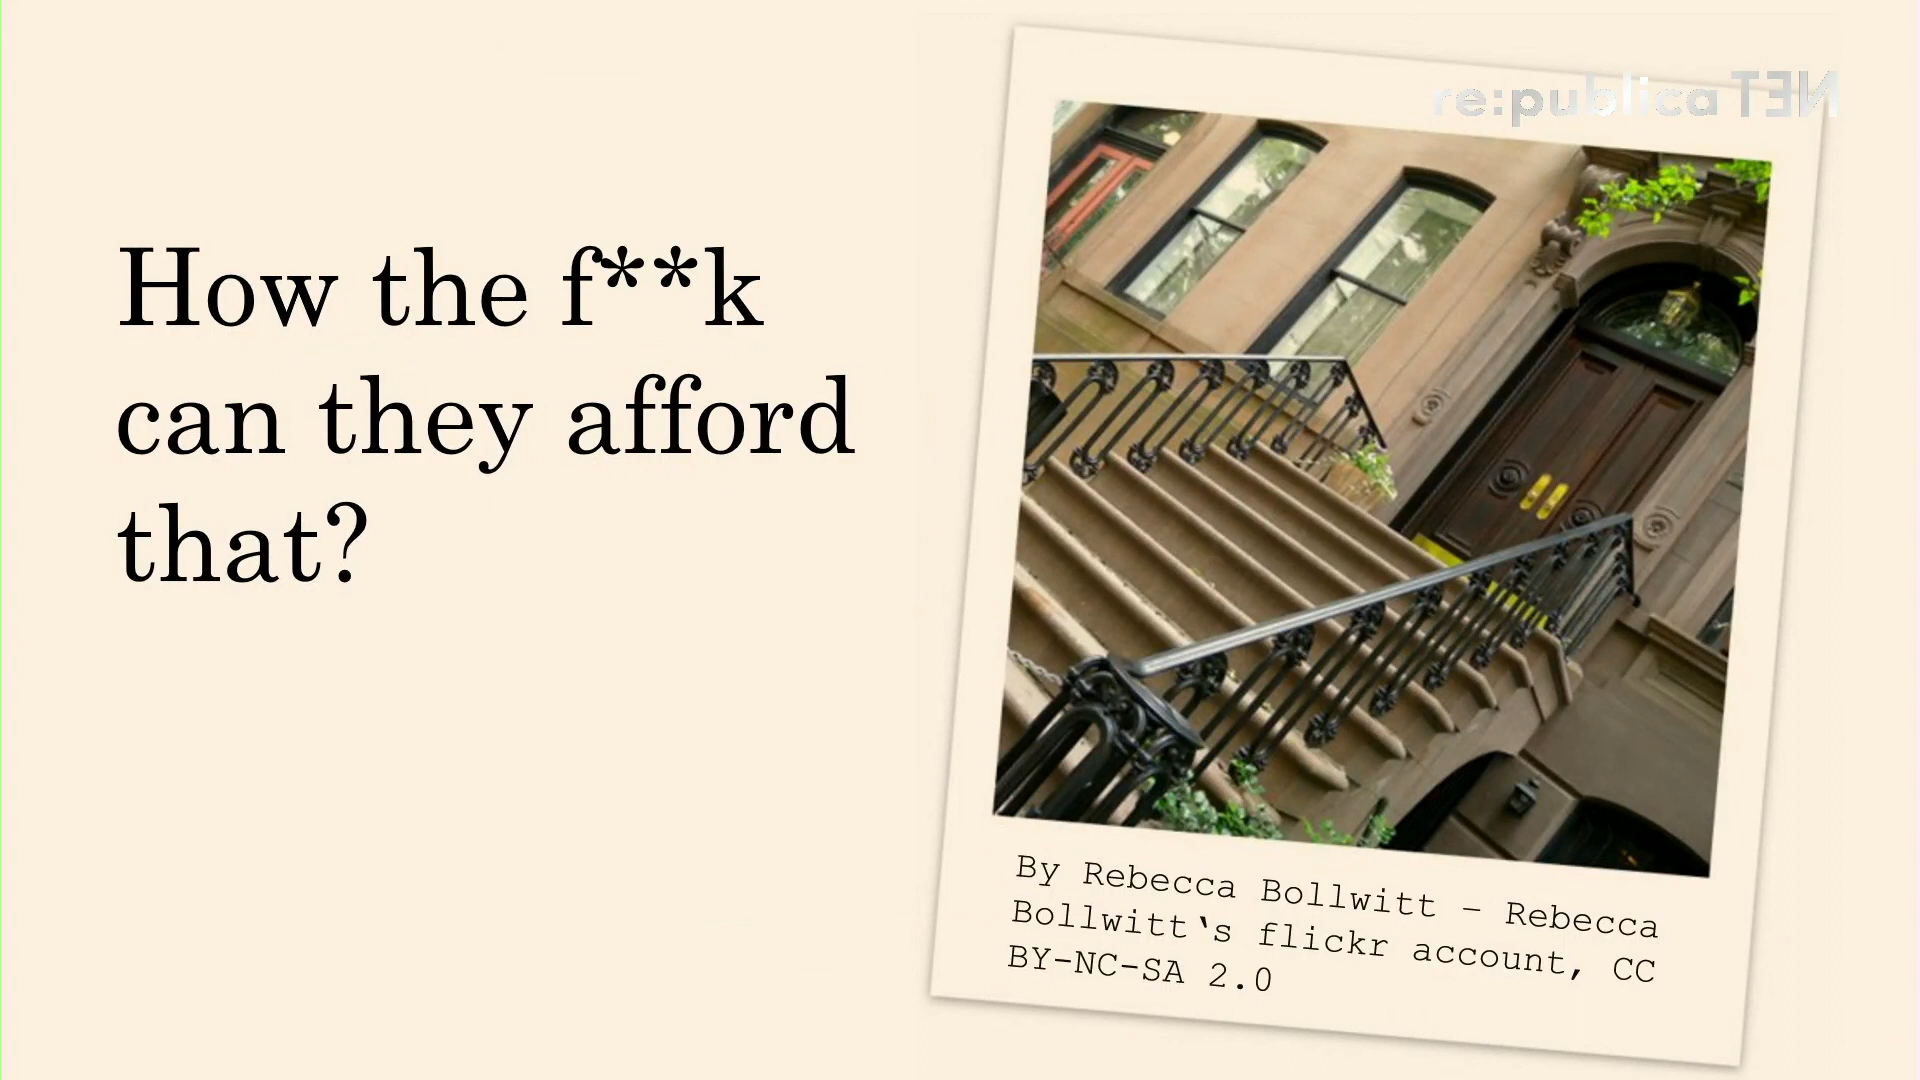 re:publica TEN
How the f**k
can they afford
that?
By Rebecca Bollwitt – Rebecca
Bollwitt‘s flickr account, CC
BY-NC-SA 2.0